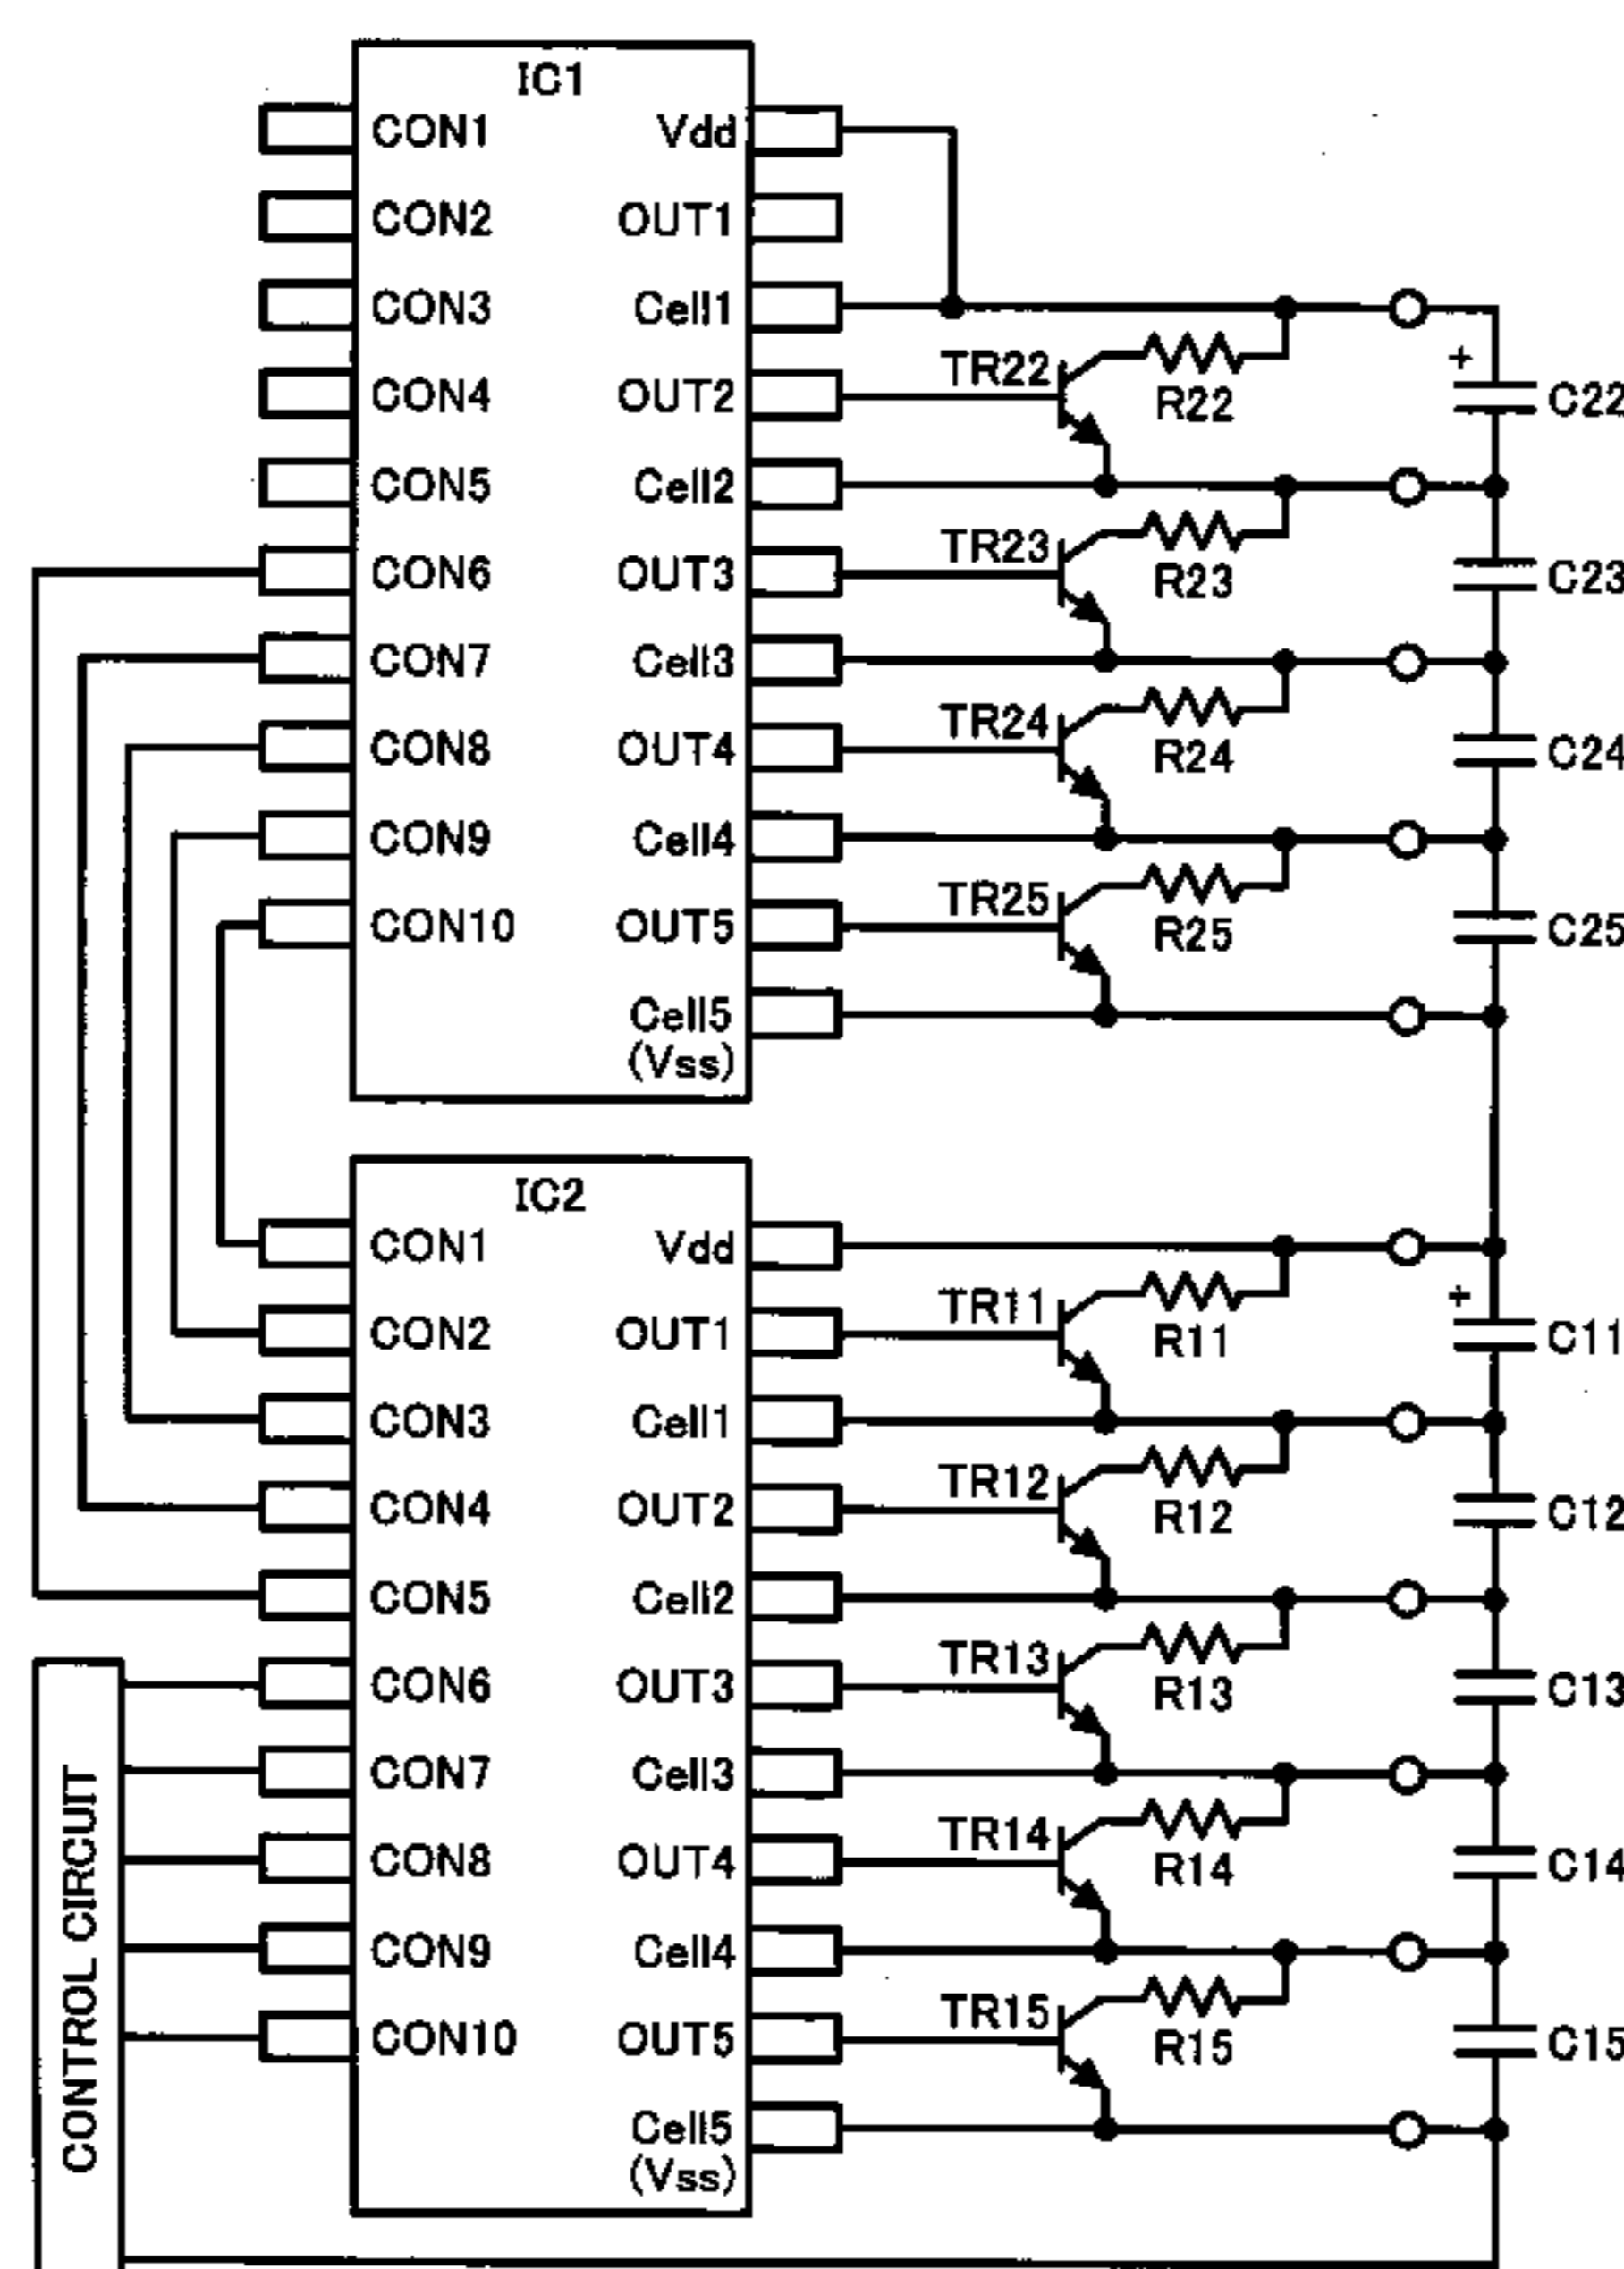 IC1
CON1 Vdd
CON2 OUT1
CON3 Cell1
CON4 OUT2 TR22 R22 + C22
CON5 Cell2
CON6 OUT3 TR23 R23 C23
CON7 Cell3
CON8 OUT4 TR24 R24 C24
CON9 Cell4
CON10 OUT5 TR25 R25 C25
Cell5
(Vss)
IC2
CON1 Vdd
CON2 OUT1 TR11 R11 + C11
CON3 Cell1
CON4 OUT2 TR12 R12 C12
CON5 Cell2
CON6 OUT3 TR13 R13 C13
CON7 Cell3
CON8 OUT4 TR14 R14 C14
CON9 Cell4
CON10 OUT5 TR15 R15 C15
Cell5
(Vss)
CONTROL CIRCUIT